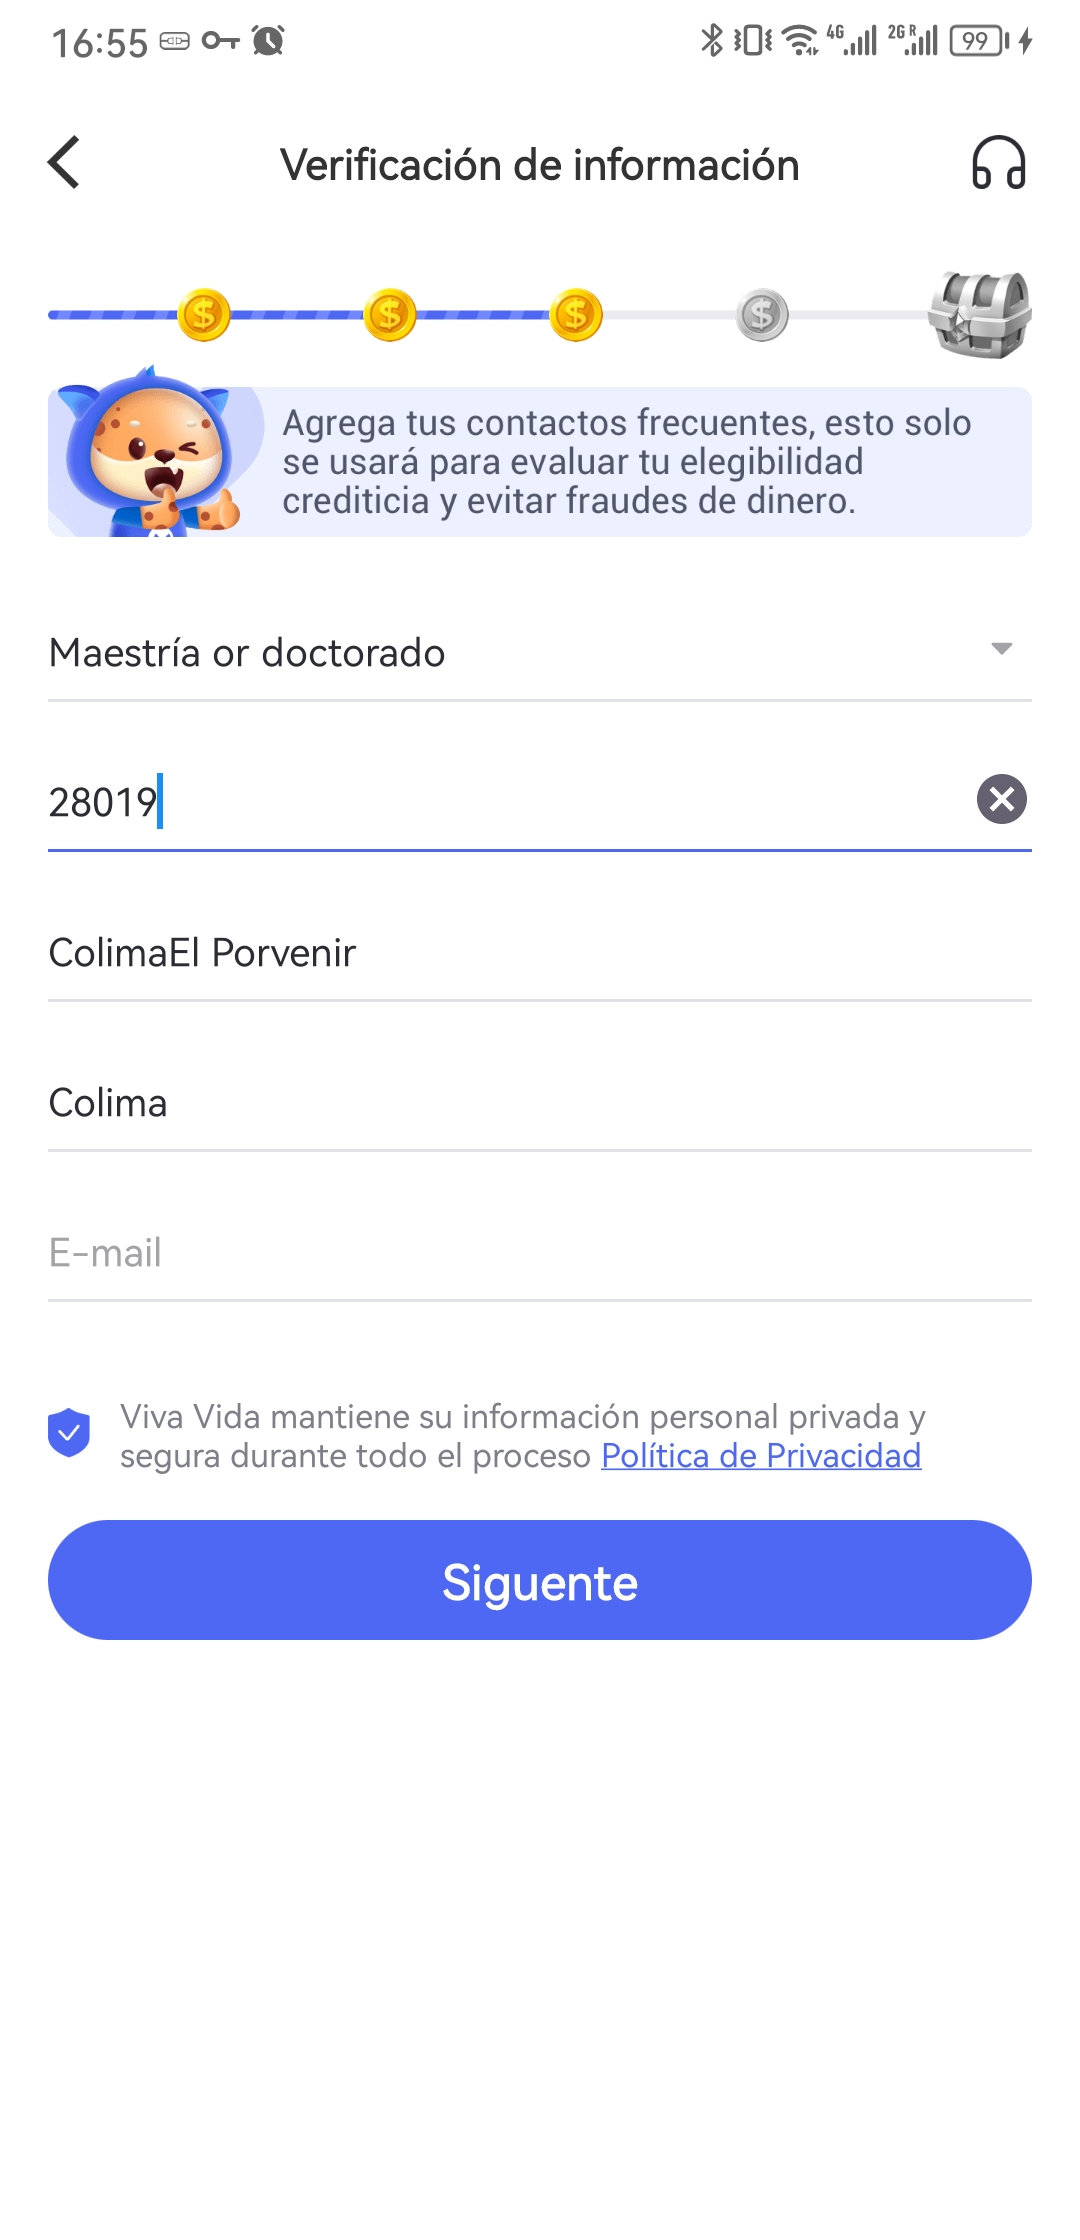 16:55
4G
2G R
99
Verificación de información
Agrega tus contactos frecuentes, esto solo
se usará para evaluar tu elegibilidad
crediticia y evitar fraudes de dinero.
Maestría or doctorado
28019
ColimaEl Porvenir
Colima
E-mail
Viva Vida mantiene su información personal privada y
segura durante todo el proceso Política de Privacidad
Siguente